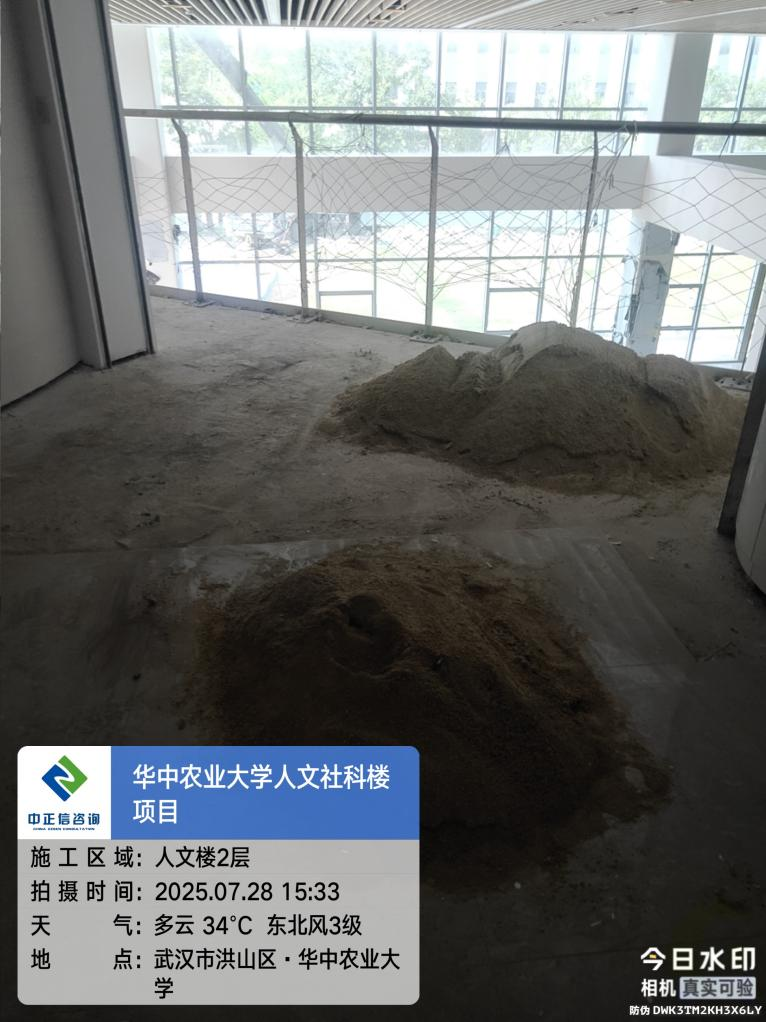 华中农业大学人文社科楼
项目
中正信咨询
施工区域：人文楼2层
拍摄时间：2025.07.28 15:33
天气：多云 34℃ 东北风3级
地点：武汉市洪山区·华中农业大
学
今日水印
相机 真实可验
防伪 DWK3TM2KH3X6LY